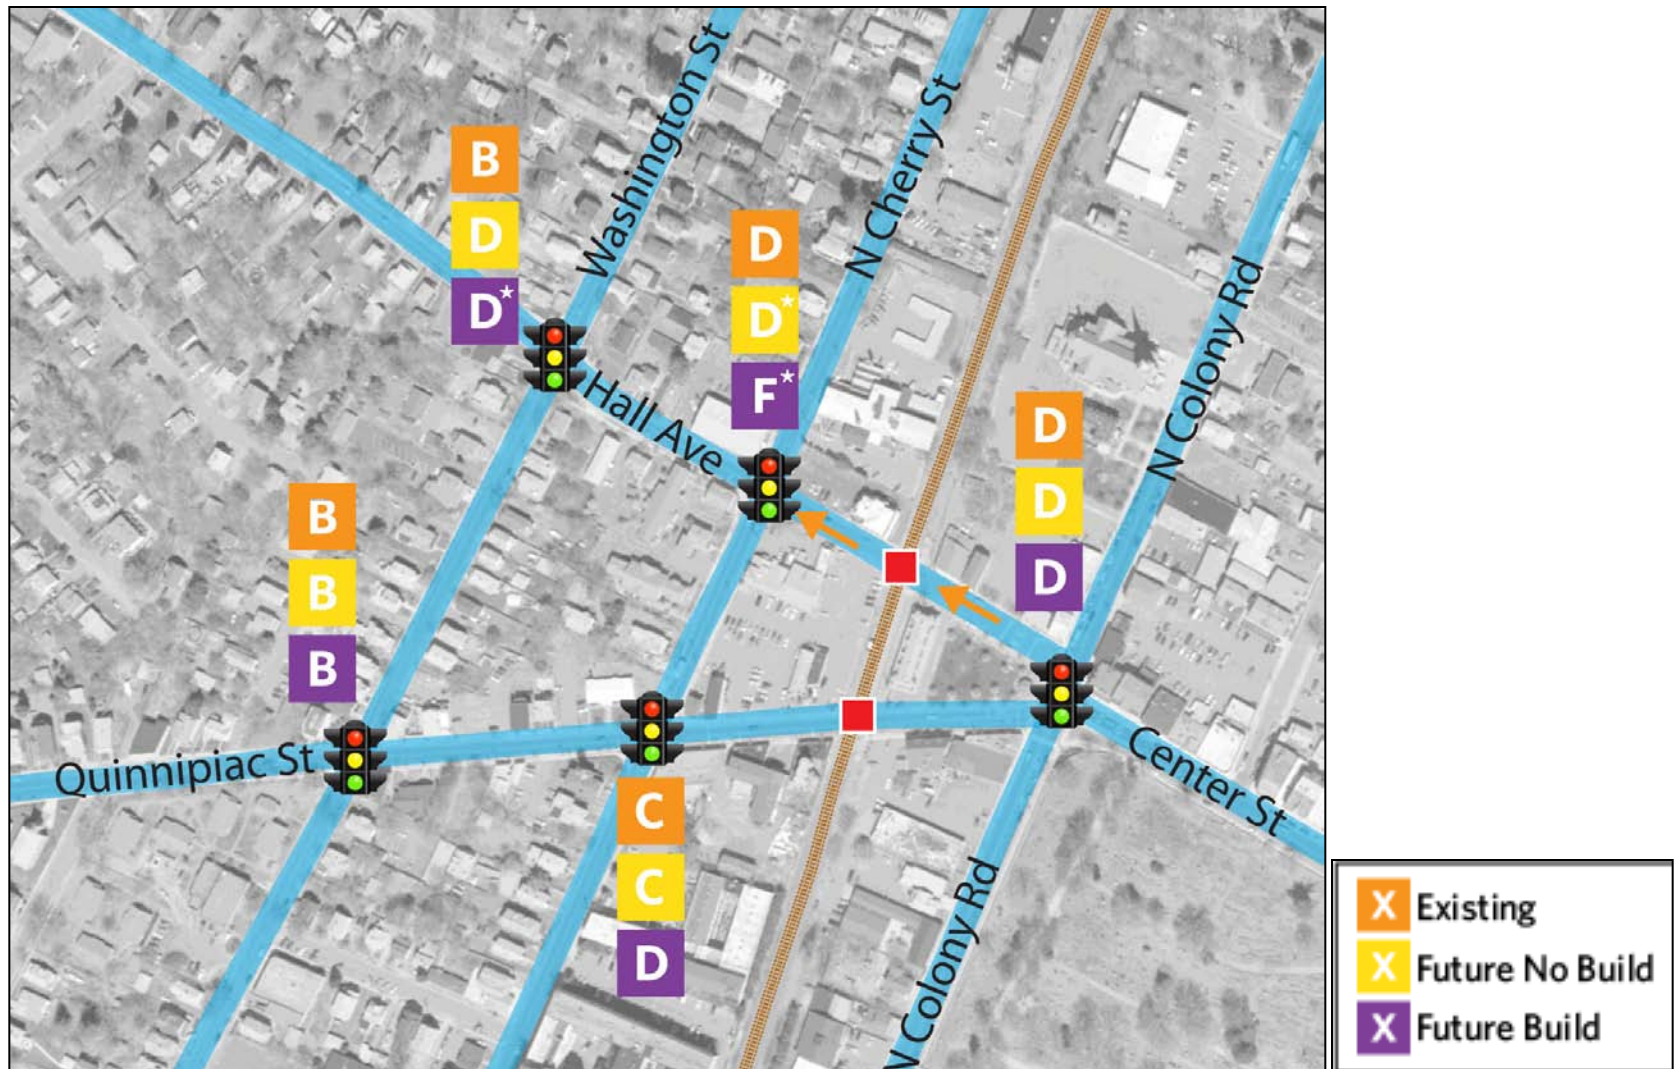 Washington St
N Cherry St
B
D
D*
D
D*
F*
N Colony Rd
Hall Ave
D
D
D
B
B
B
Quinnipiac St
Center St
C
C
D
N Colony Rd
X Existing
X Future No Build
X Future Build